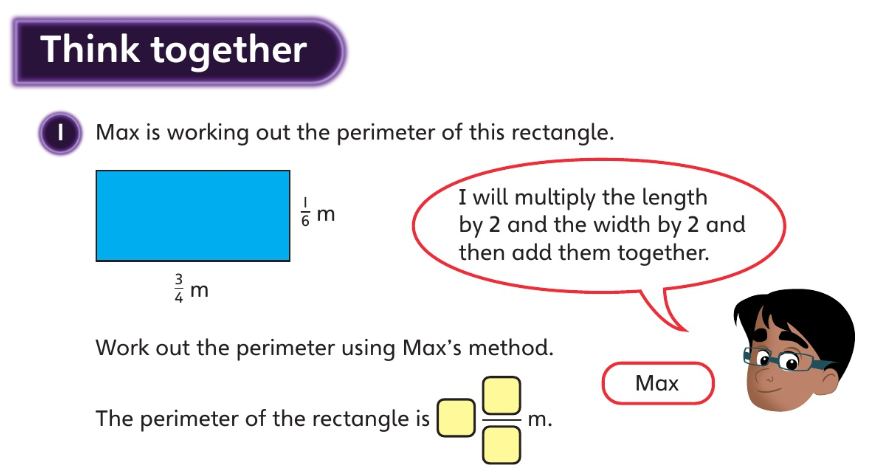 Think together
1 Max is working out the perimeter of this rectangle.
1/6 m
3/4 m
I will multiply the length
by 2 and the width by 2 and
then add them together.
Work out the perimeter using Max's method.
Max
The perimeter of the rectangle is m.